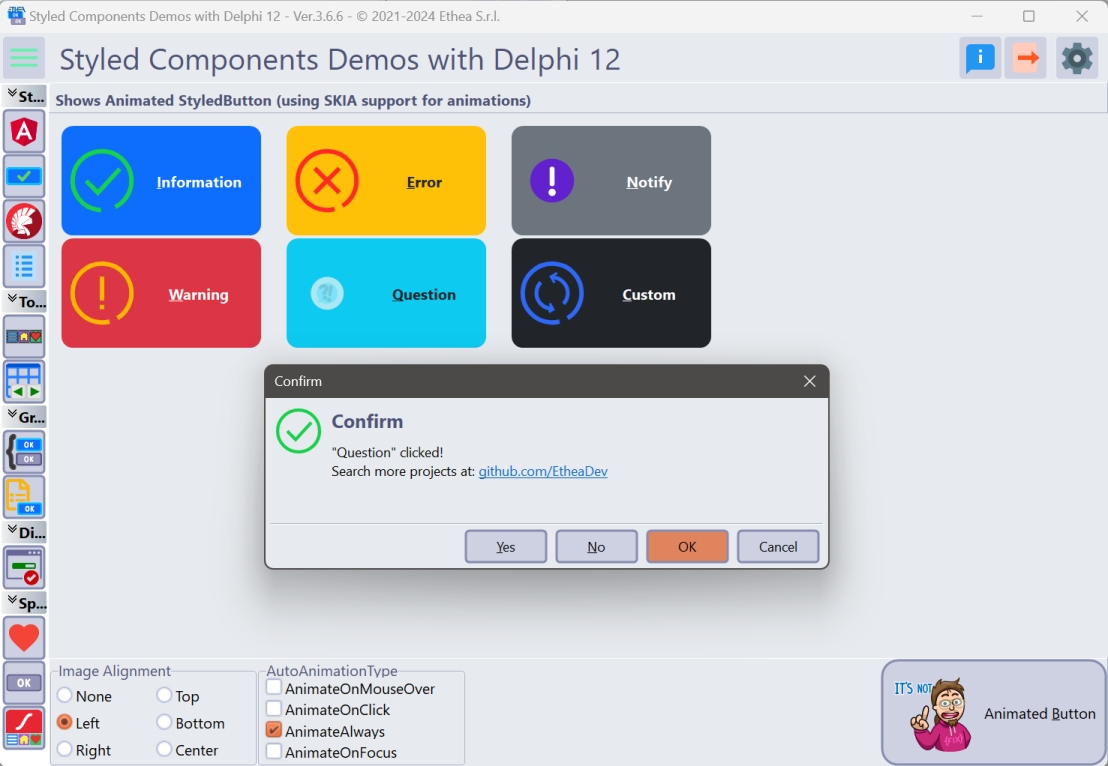 Styled Components Demos with Delphi 12 - Ver.3.6.6 - © 2021-2024 Ethea S.r.l.
Styled Components Demos with Delphi 12
St...
Shows Animated StyledButton (using SKIA support for animations)
Information
Error
Notify
Warning
Question
Custom
To...
Gr...
OK
OK
OK
Di...
Sp...
OK
Confirm
Confirm
"Question" clicked!
Search more projects at: github.com/EtheaDev
Yes
No
OK
Cancel
Image Alignment
None
Top
Left
Bottom
Right
Center
AutoAnimationType
AnimateOnMouseOver
AnimateOnClick
AnimateAlways
AnimateOnFocus
IT'S NOT
Animated Button